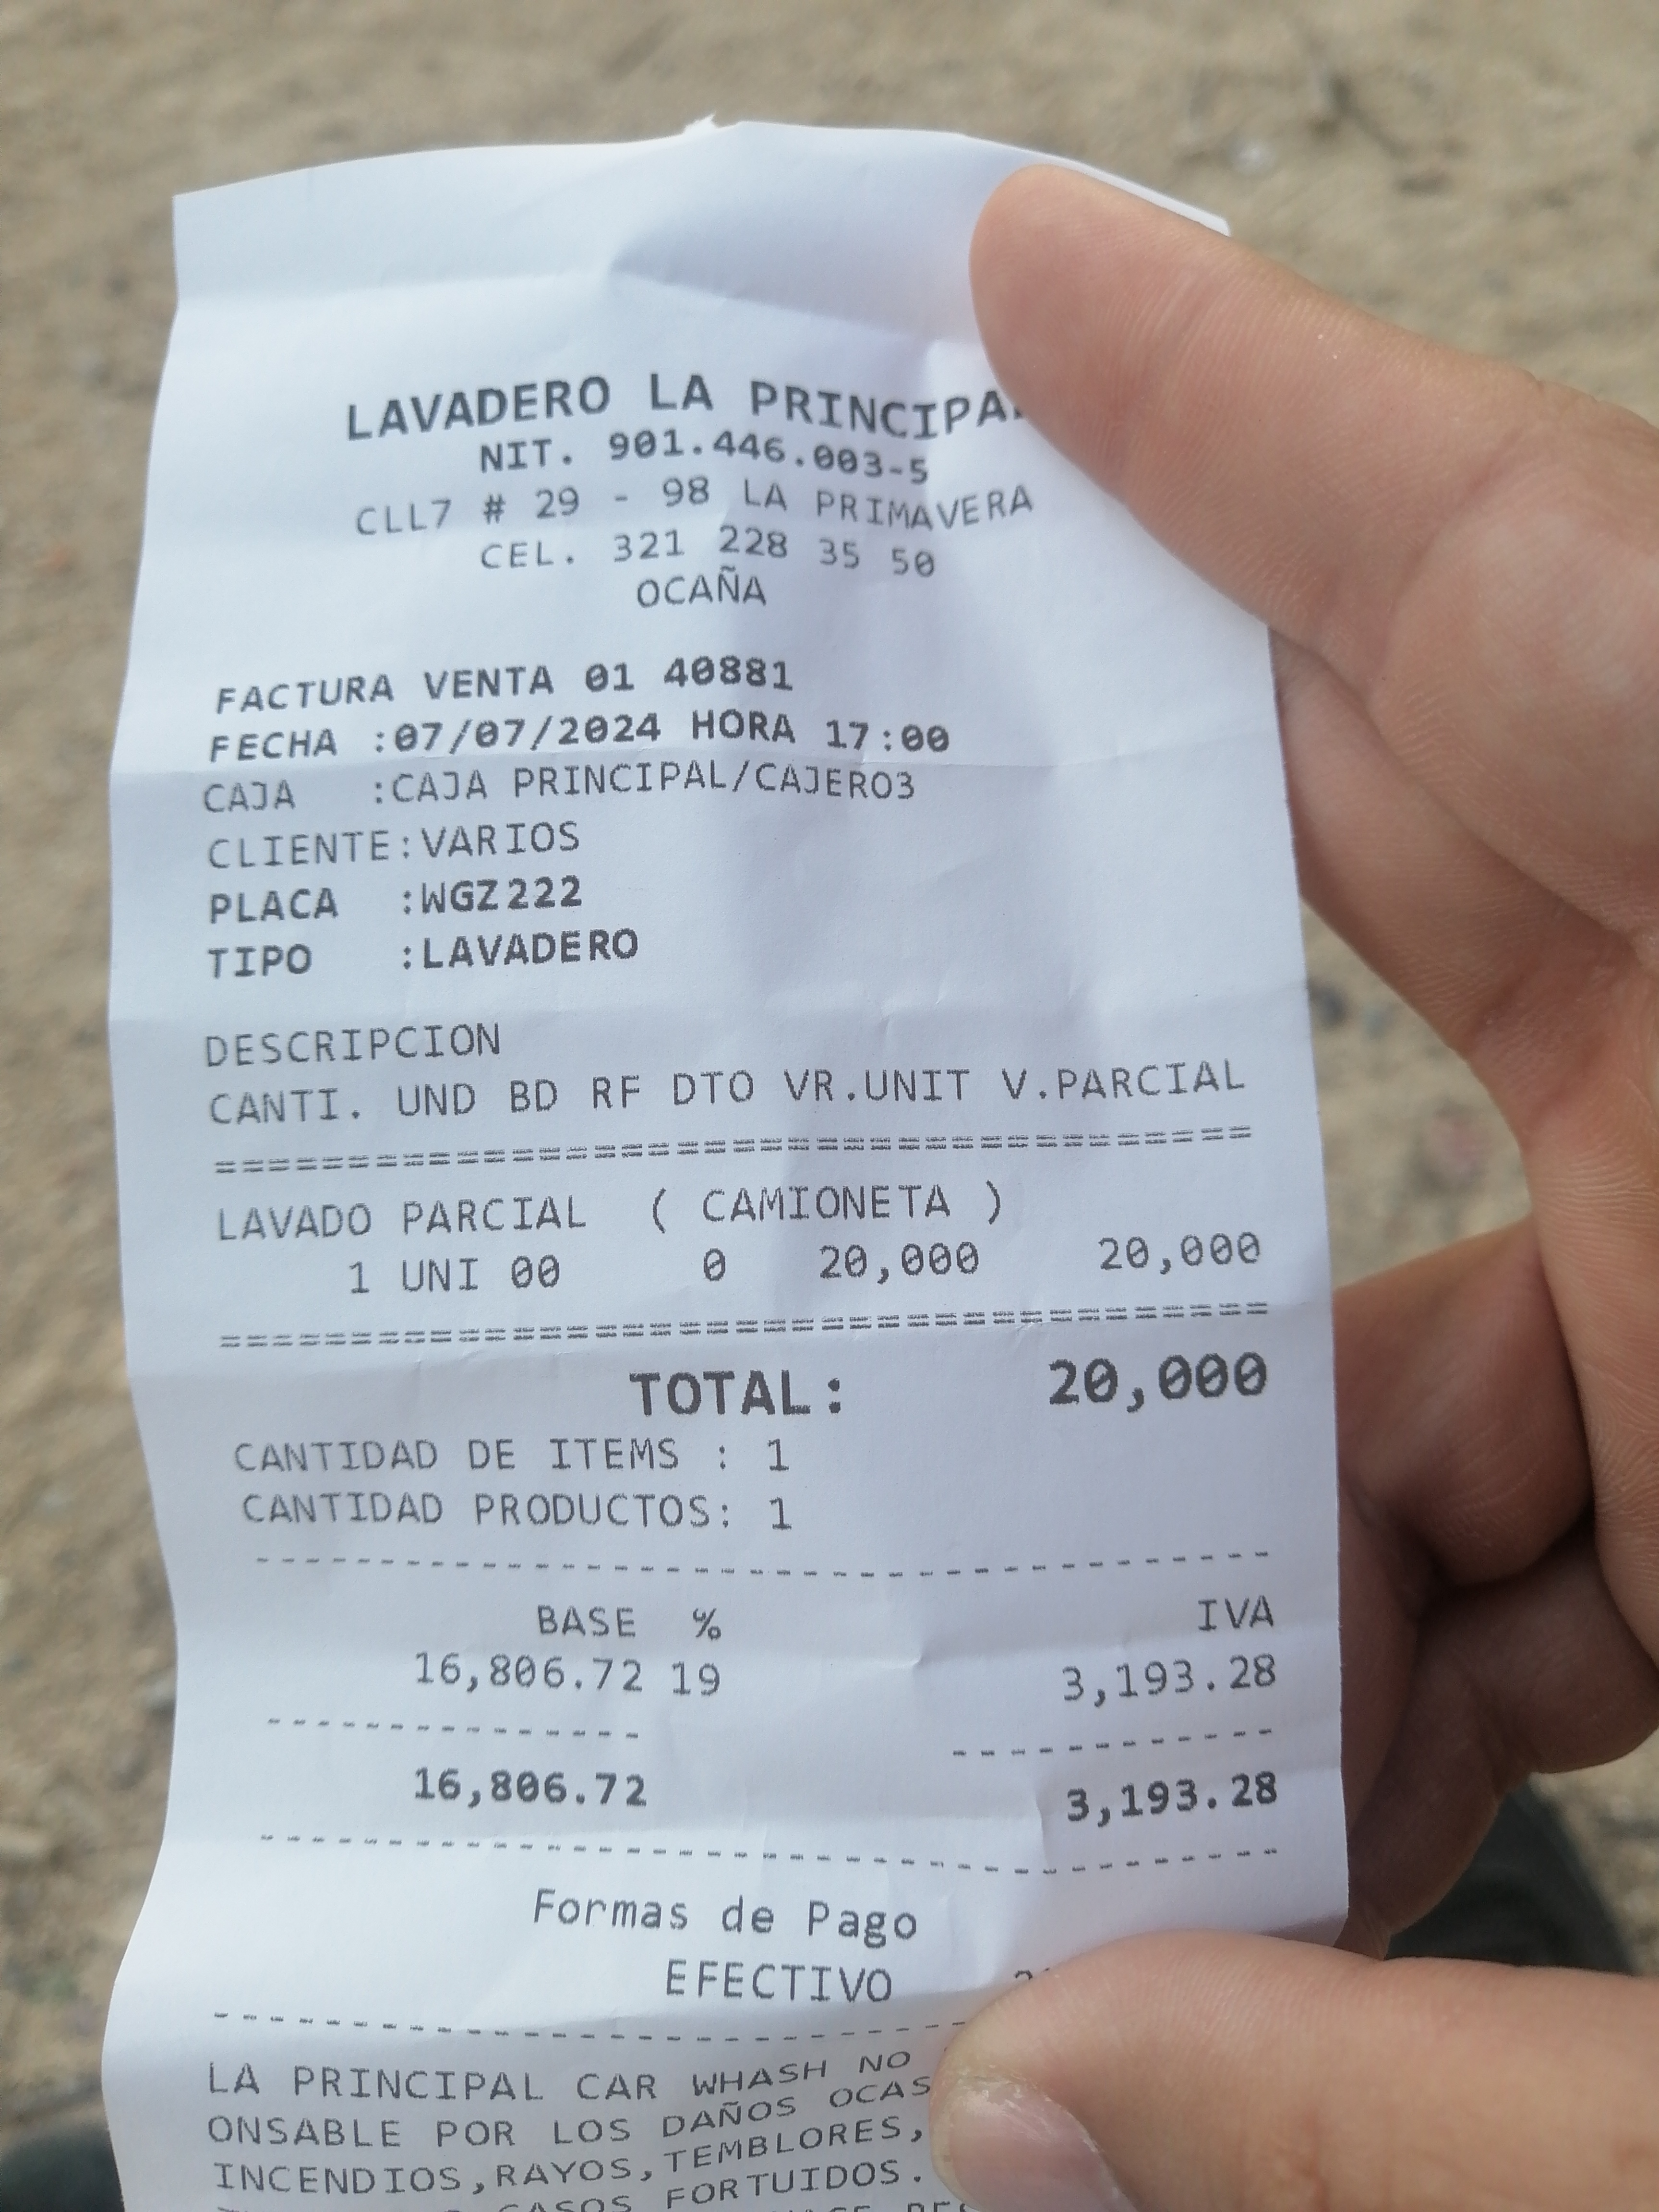 LAVADERO LA PRINCIPA
NIT. 901.446.003-5
CLL7 # 29 - 98 LA PRIMAVERA
CEL. 321 228 35 50
OCAÑA
FACTURA VENTA 01 40881
FECHA :07/07/2024 HORA 17:00
CAJA :CAJA PRINCIPAL/CAJERO3
CLIENTE:VARIOS
PLACA :WGZ222
TIPO :LAVADERO
DESCRIPCION
CANTI. UND BD RF DTO VR.UNIT V.PARCIAL
======================================
LAVADO PARCIAL ( CAMIONETA )
1 UNI 00 0 20,000 20,000
======================================
TOTAL: 20,000
CANTIDAD DE ITEMS : 1
CANTIDAD PRODUCTOS: 1
-------------------------------------
BASE % IVA
16,806.72 19 3,193.28
-------------- ------------
16,806.72 3,193.28
-------------------------------------
Formas de Pago
EFECTIVO
---------------------------
LA PRINCIPAL CAR WHASH NO
ONSABLE POR LOS DAÑOS OCAS
INCENDIOS,RAYOS,TEMBLORES,
CASOS FORTUIDOS.